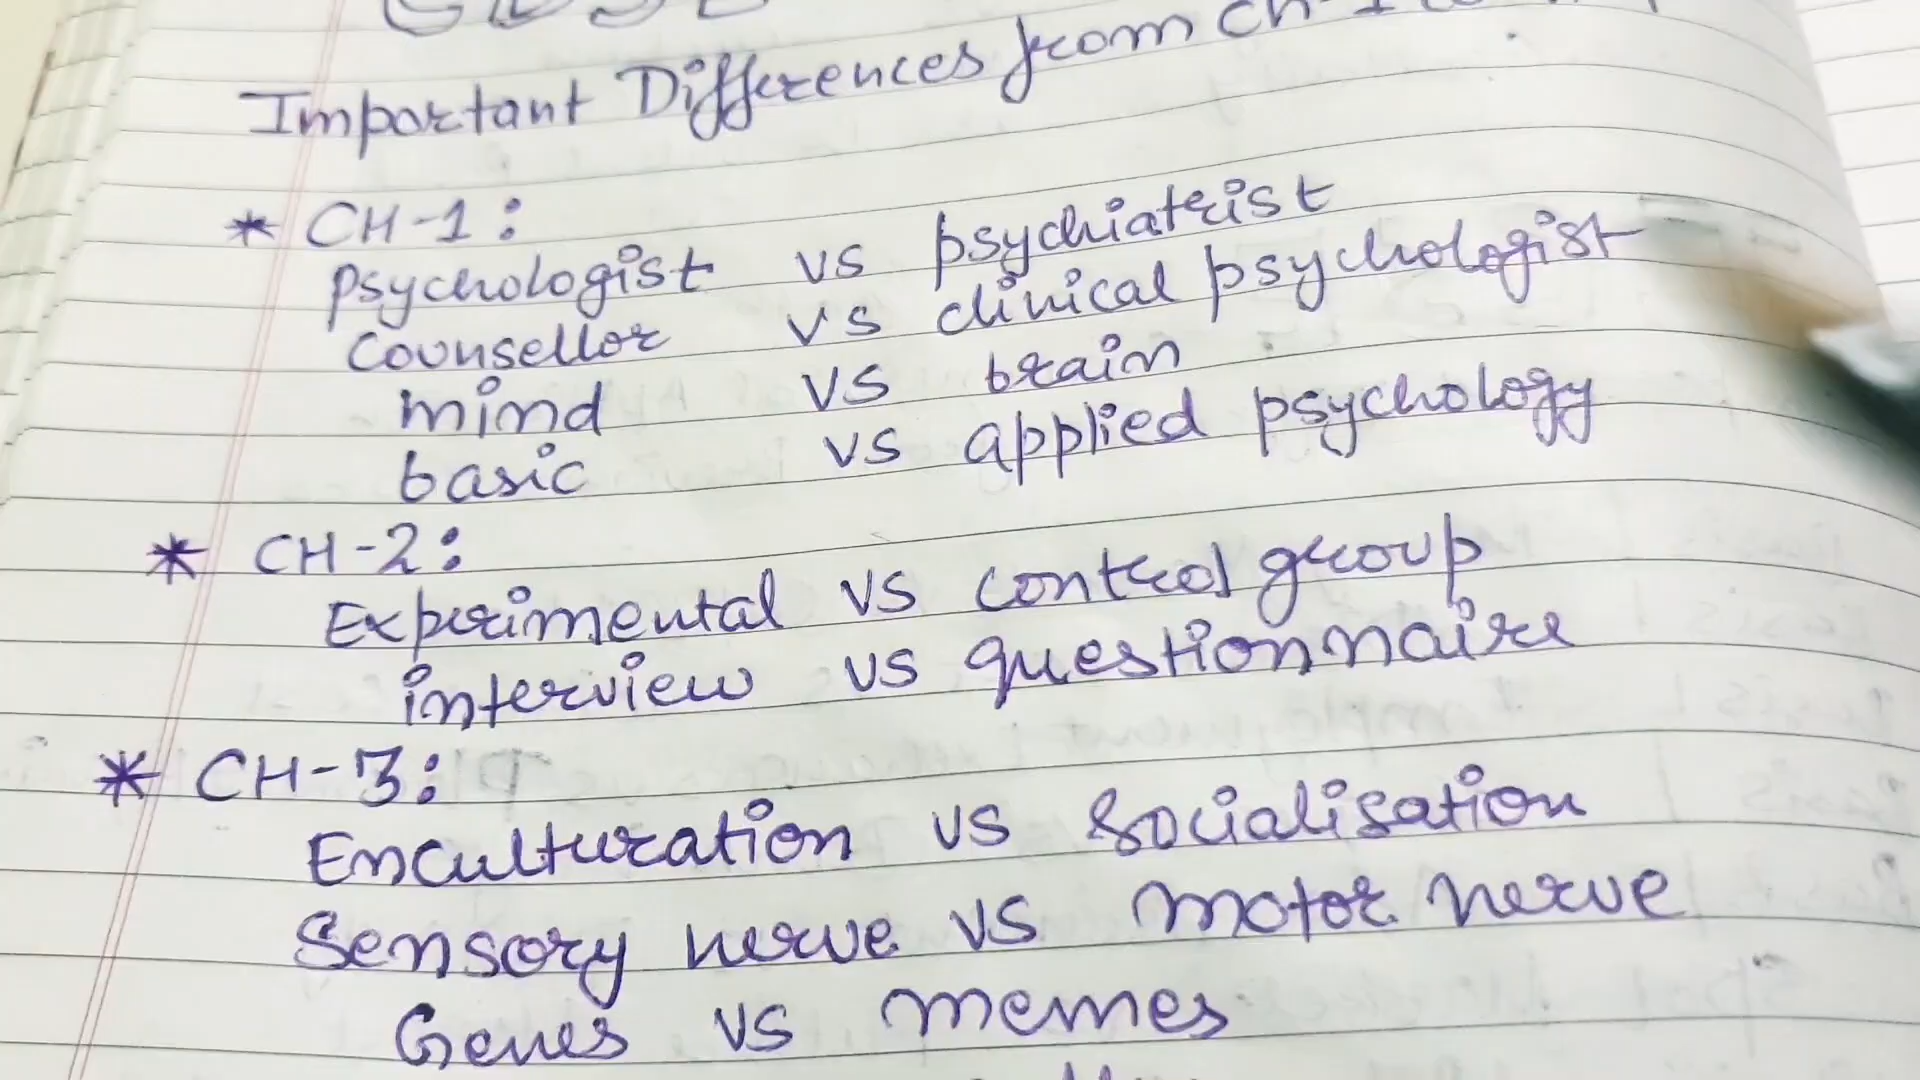 Important Differences from Ch-1
* CH-1:
Psychologist vs psychiatrist
Counsellor vs clinical psychologist
mind vs brain
basic vs applied psychology
* CH-2:
Experimental vs control group
interview vs questionnaire
* CH-3:
Enculturation vs Socialisation
Sensory nerve vs motor nerve
Genes vs memes